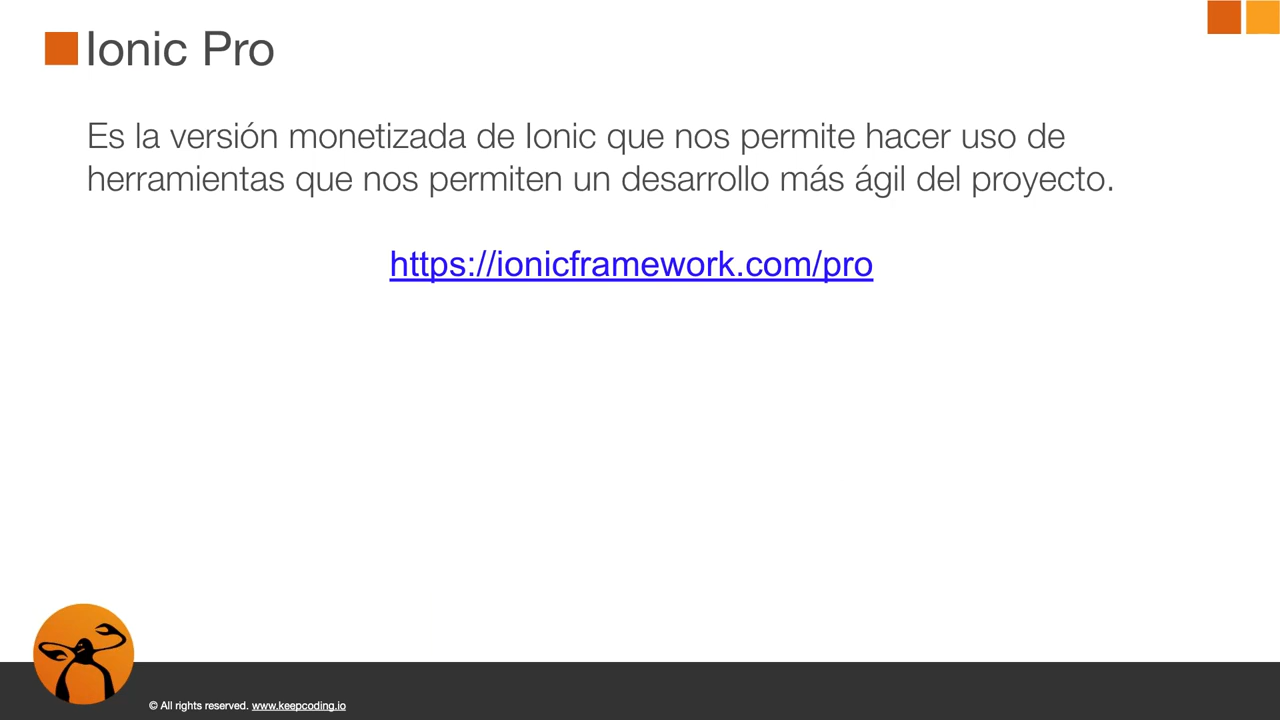 Ionic Pro
Es la versión monetizada de Ionic que nos permite hacer uso de
herramientas que nos permiten un desarrollo más ágil del proyecto.
https://ionicframework.com/pro
© All rights reserved. www.keepcoding.io